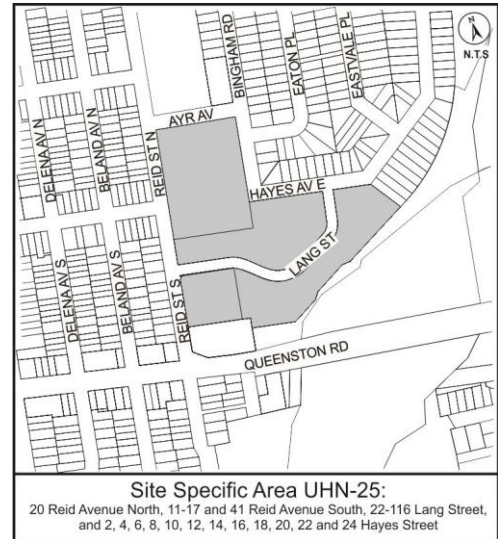 N
N.T.S
BINGHAM RD
EATON PL
EASTVALE PL
AYR AV
DELENA AV N
BELAND AV N
REID ST N
HAYES AV E
LANG ST
DELENA AV S
BELAND AV S
REID ST S
QUEENSTON RD
Site Specific Area UHN-25:
20 Reid Avenue North, 11-17 and 41 Reid Avenue South, 22-116 Lang Street,
and 2, 4, 6, 8, 10, 12, 14, 16, 18, 20, 22 and 24 Hayes Street